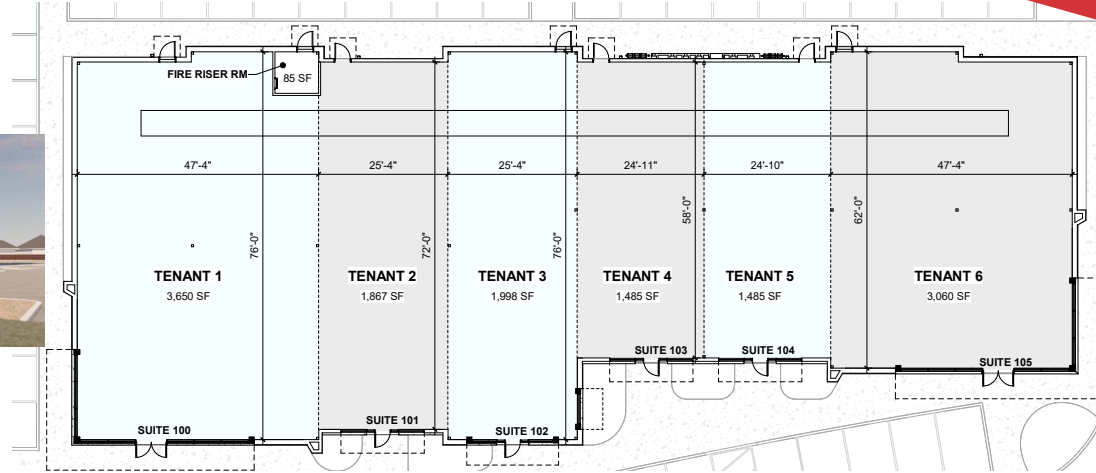 FIRE RISER RM
85 SF
47'-4"
25'-4"
25'-4"
24'-11"
24'-10"
47'-4"
76'-0"
72'-0"
76'-0"
58'-0"
62'-0"
TENANT 1
3,650 SF
TENANT 2
1,867 SF
TENANT 3
1,998 SF
TENANT 4
1,485 SF
TENANT 5
1,485 SF
TENANT 6
3,060 SF
SUITE 100
SUITE 101
SUITE 102
SUITE 103
SUITE 104
SUITE 105